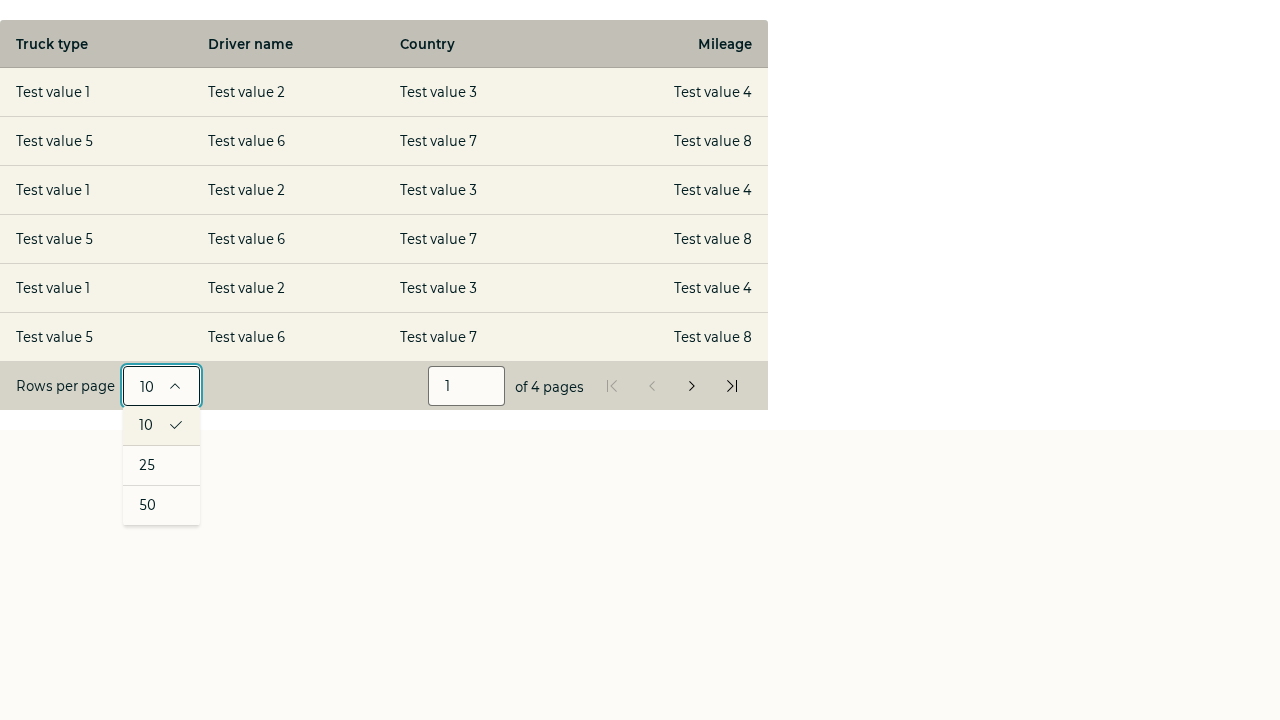 Truck type Driver name Country Mileage
Test value 1 Test value 2 Test value 3 Test value 4
Test value 5 Test value 6 Test value 7 Test value 8
Test value 1 Test value 2 Test value 3 Test value 4
Test value 5 Test value 6 Test value 7 Test value 8
Test value 1 Test value 2 Test value 3 Test value 4
Test value 5 Test value 6 Test value 7 Test value 8
Rows per page 10 1 of 4 pages
10
25
50